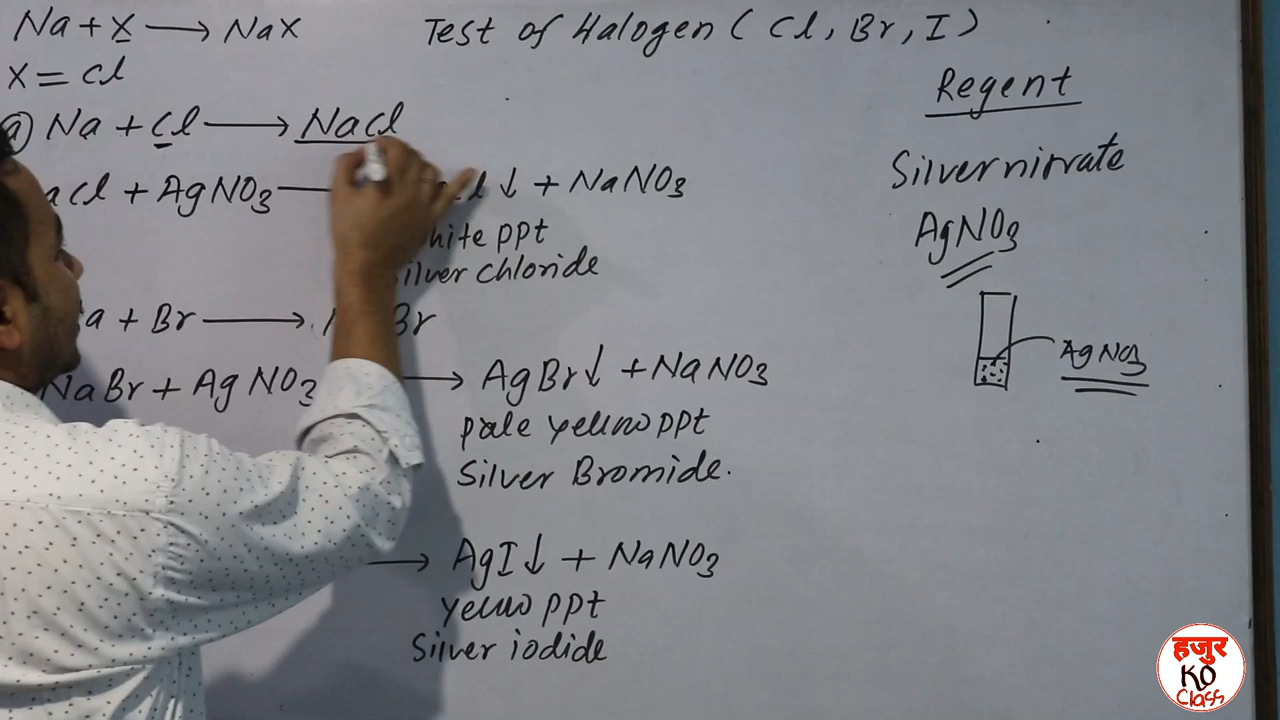 Na + X → NaX
X = Cl
a) Na + Cl → NaCl
aCl + AgNO3 — l↓ + NaNO3
hite ppt
ilver chloride
a + Br → Br
NaBr + AgNO3 → AgBr↓ + NaNO3
pale yellow ppt
Silver Bromide.
→ AgI↓ + NaNO3
yellow ppt
Silver iodide
Test of Halogen (Cl, Br, I)
Regent
Silvernitrate
AgNO3
AgNO3
हजुर
KO
Class